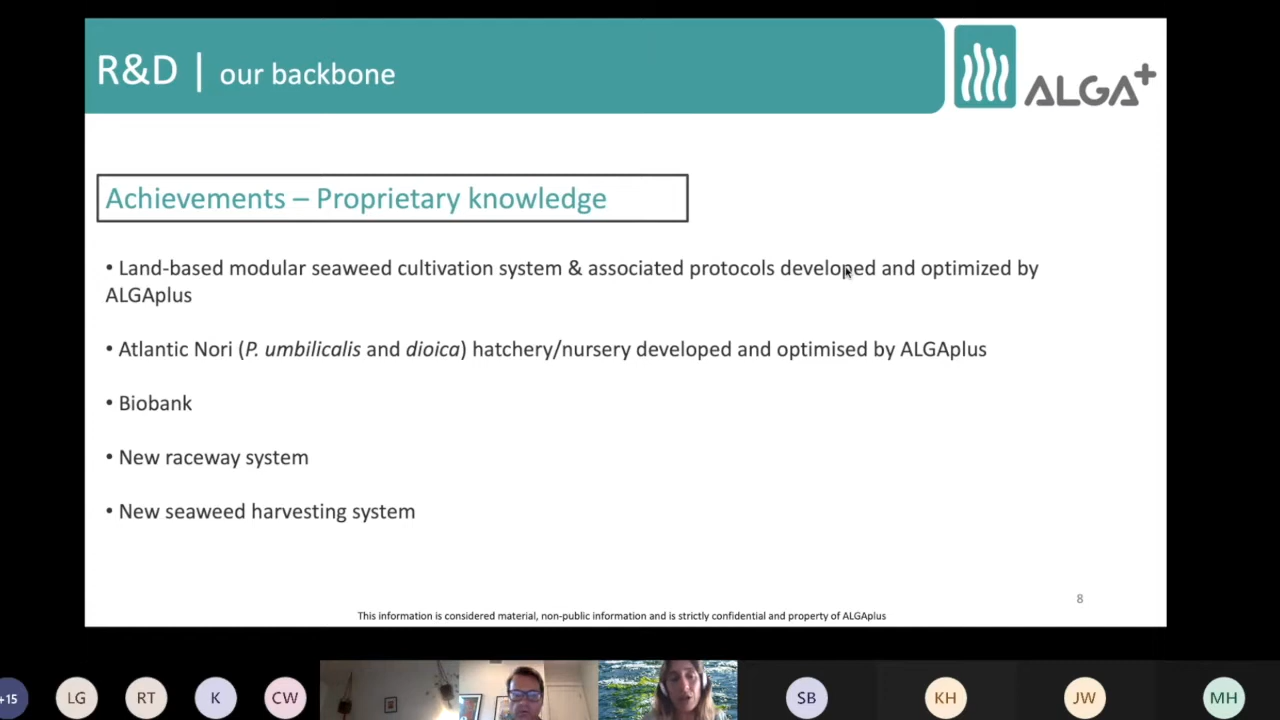 R&D | our backbone
ALGA+
Achievements – Proprietary knowledge
• Land-based modular seaweed cultivation system & associated protocols developed and optimized by
ALGAplus
• Atlantic Nori (P. umbilicalis and dioica) hatchery/nursery developed and optimised by ALGAplus
• Biobank
• New raceway system
• New seaweed harvesting system
8
This information is considered material, non-public information and is strictly confidential and property of ALGAplus
+15 LG RT K CW SB KH JW MH